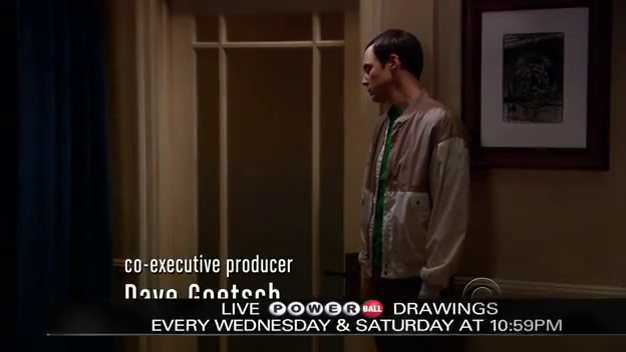 co-executive producer
Dave Goetsch
LIVE POWERBALL DRAWINGS
EVERY WEDNESDAY & SATURDAY AT 10:59PM